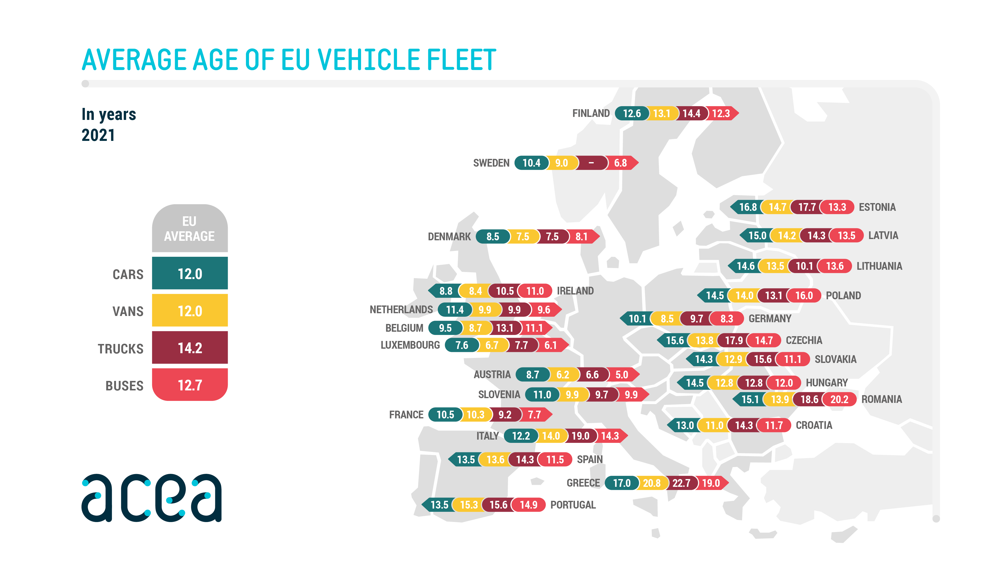 AVERAGE AGE OF EU VEHICLE FLEET
In years
2021
EU
AVERAGE
CARS 12.0
VANS 12.0
TRUCKS 14.2
BUSES 12.7
acea
FINLAND 12.6 13.1 14.4 12.3
SWEDEN 10.4 9.0 – 6.8
16.8 14.7 17.7 13.3 ESTONIA
DENMARK 8.5 7.5 7.5 8.1
15.0 14.2 14.3 13.5 LATVIA
14.6 13.5 10.1 13.6 LITHUANIA
8.8 8.4 10.5 11.0 IRELAND
14.5 14.0 13.1 16.0 POLAND
NETHERLANDS 11.4 9.9 9.9 9.6
10.1 8.5 9.7 8.3 GERMANY
BELGIUM 9.5 8.7 13.1 11.1
15.6 13.8 17.9 14.7 CZECHIA
LUXEMBOURG 7.6 6.7 7.7 6.1
14.3 12.9 15.6 11.1 SLOVAKIA
AUSTRIA 8.7 6.2 6.6 5.0
14.5 12.8 12.8 12.0 HUNGARY
SLOVENIA 11.0 9.9 9.7 9.9
15.1 13.9 18.6 20.2 ROMANIA
FRANCE 10.5 10.3 9.2 7.7
13.0 11.0 14.3 11.7 CROATIA
ITALY 12.2 14.0 19.0 14.3
13.5 13.6 14.3 11.5 SPAIN
GREECE 17.0 20.8 22.7 19.0
13.5 15.3 15.6 14.9 PORTUGAL